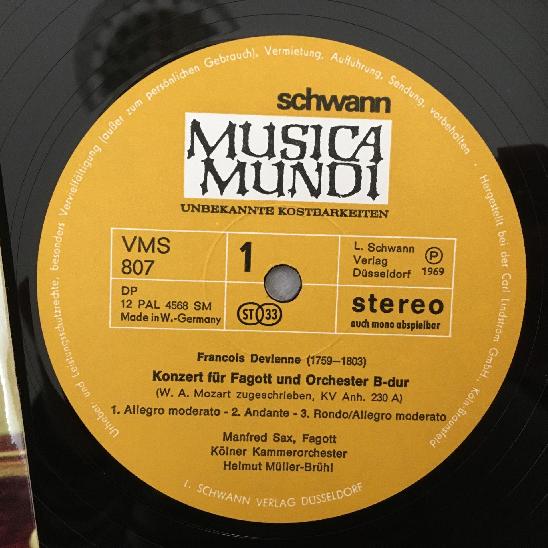 Urheber und Leistungsschutzrechte, besonders Vervielfältigung (außer zum persönlichen Gebrauch), Vermietung, Aufführung, Sendung, vorbehalten · Hergestellt bei der Carl Lindström GmbH., Köln-Braunsfeld
schwann
MUSICA
MUNDI
UNBEKANNTE KOSTBARKEITEN
VMS
807
1
L. Schwann
Verlag
Düsseldorf
P
1969
DP
12 PAL 4568 SM
Made in W.-Germany
ST 33
stereo
auch mono abspielbar
Francois Devienne (1759—1803)
Konzert für Fagott und Orchester B-dur
(W. A. Mozart zugeschrieben, KV Anh. 230 A)
1. Allegro moderato - 2. Andante - 3. Rondo/Allegro moderato
Manfred Sax, Fagott
Kölner Kammerorchester
Helmut Müller-Brühl
L. SCHWANN VERLAG DÜSSELDORF